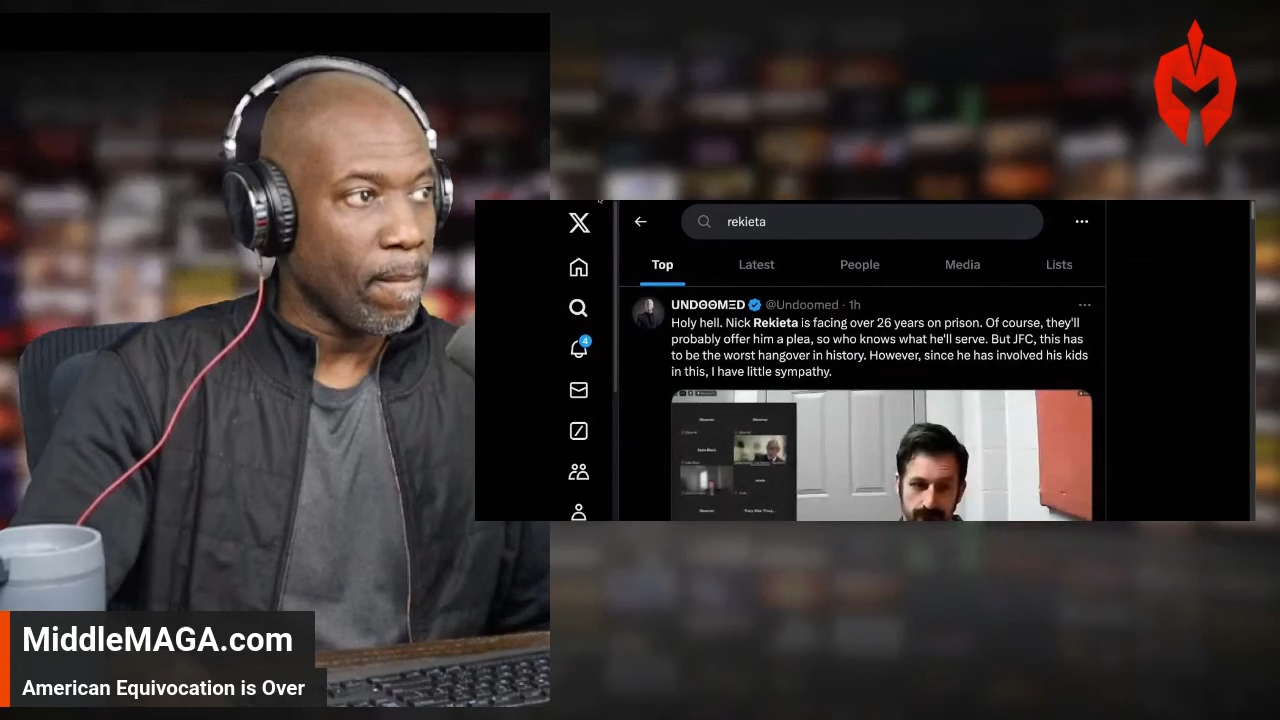 rekieta
Top
Latest
People
Media
Lists
UNDOOMED @Undoomed · 1h
Holy hell. Nick Rekieta is facing over 26 years on prison. Of course, they'll
probably offer him a plea, so who knows what he'll serve. But JFC, this has
to be the worst hangover in history. However, since he has involved his kids
in this, I have little sympathy.
4
MiddleMAGA.com
American Equivocation is Over